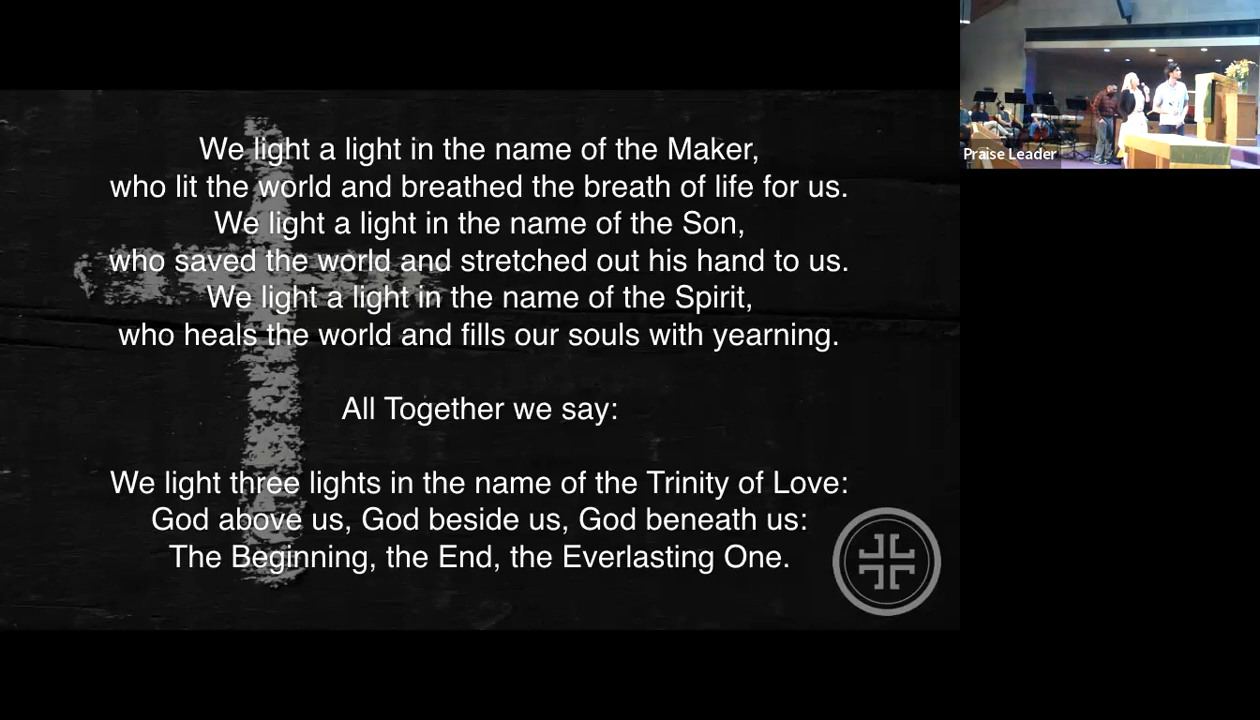 We light a light in the name of the Maker,
who lit the world and breathed the breath of life for us.
We light a light in the name of the Son,
who saved the world and stretched out his hand to us.
We light a light in the name of the Spirit,
who heals the world and fills our souls with yearning.
All Together we say:
We light three lights in the name of the Trinity of Love:
God above us, God beside us, God beneath us:
The Beginning, the End, the Everlasting One.
Praise Leader